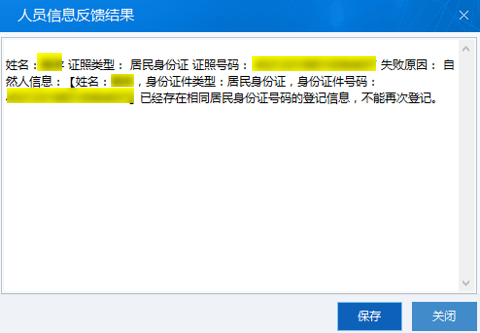 人员信息反馈结果
姓名： 证照类型： 居民身份证 证照号码： 失败原因： 自
然人信息：【姓名： ，身份证件类型：居民身份证，身份证件号码：
】已经存在相同居民身份证号码的登记信息，不能再次登记。
保存
关闭